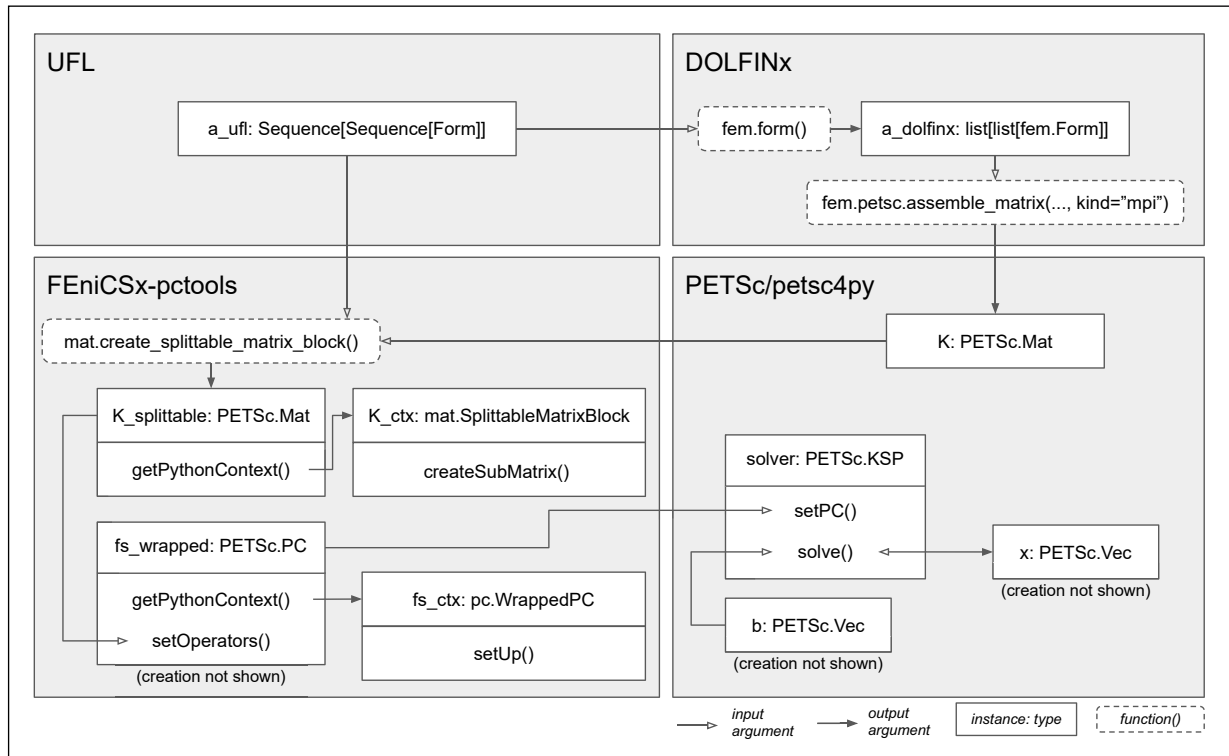 UFL
a_ufl: Sequence[Sequence[Form]]
DOLFINx
fem.form()
a_dolfinx: list[list[fem.Form]]
fem.petsc.assemble_matrix(..., kind=”mpi”)
FEniCSx-pctools
mat.create_splittable_matrix_block()
K_splittable: PETSc.Mat
getPythonContext()
K_ctx: mat.SplittableMatrixBlock
createSubMatrix()
fs_wrapped: PETSc.PC
getPythonContext()
setOperators()
(creation not shown)
fs_ctx: pc.WrappedPC
setUp()
PETSc/petsc4py
K: PETSc.Mat
solver: PETSc.KSP
setPC()
solve()
x: PETSc.Vec
(creation not shown)
b: PETSc.Vec
(creation not shown)
input
argument
output
argument
instance: type
function()